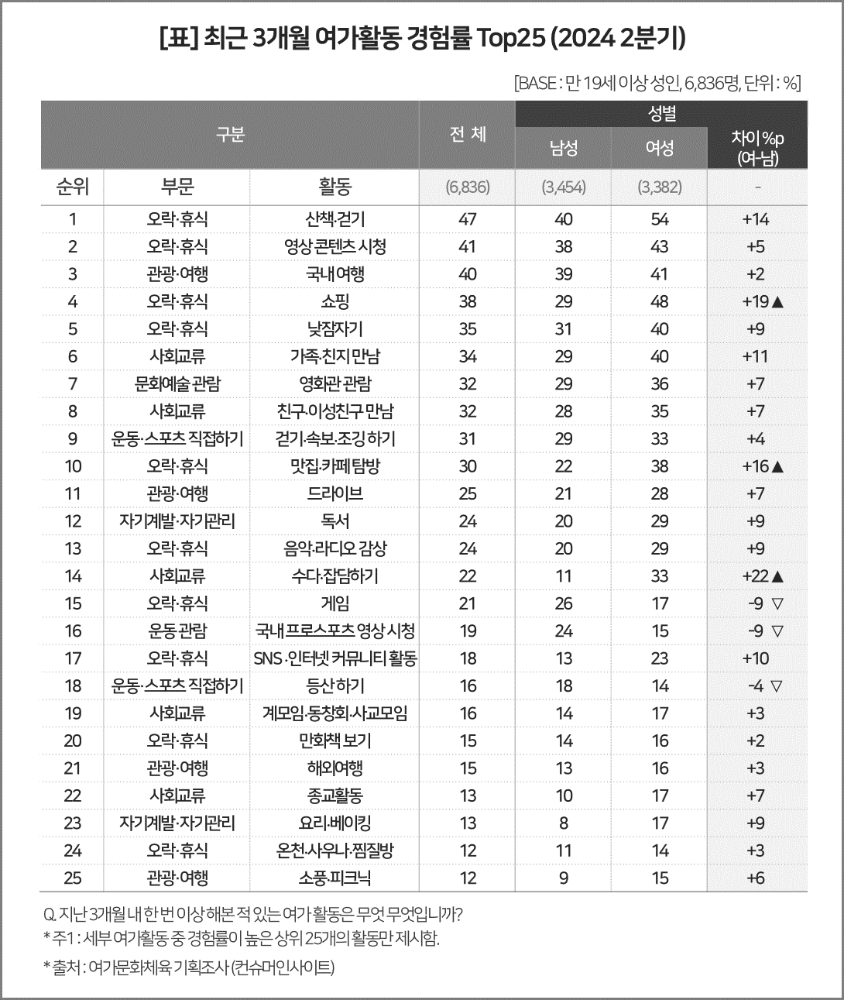 [표] 최근 3개월 여가활동 경험률 Top25 (2024 2분기)
[BASE : 만 19세 이상 성인, 6,836명, 단위 : %]
구분 전 체 성별
남성 여성 차이 %p
(여-남)
순위 부문 활동 (6,836) (3,454) (3,382) -
1 오락·휴식 산책·걷기 47 40 54 +14
2 오락·휴식 영상 콘텐츠 시청 41 38 43 +5
3 관광·여행 국내 여행 40 39 41 +2
4 오락·휴식 쇼핑 38 29 48 +19 ▲
5 오락·휴식 낮잠자기 35 31 40 +9
6 사회교류 가족·친지 만남 34 29 40 +11
7 문화예술 관람 영화관 관람 32 29 36 +7
8 사회교류 친구·이성친구 만남 32 28 35 +7
9 운동·스포츠 직접하기 걷기·속보·조깅 하기 31 29 33 +4
10 오락·휴식 맛집·카페 탐방 30 22 38 +16 ▲
11 관광·여행 드라이브 25 21 28 +7
12 자기계발·자기관리 독서 24 20 29 +9
13 오락·휴식 음악·라디오 감상 24 20 29 +9
14 사회교류 수다·잡담하기 22 11 33 +22 ▲
15 오락·휴식 게임 21 26 17 -9 ▽
16 운동 관람 국내 프로스포츠 영상 시청 19 24 15 -9 ▽
17 오락·휴식 SNS ·인터넷 커뮤니티 활동 18 13 23 +10
18 운동·스포츠 직접하기 등산 하기 16 18 14 -4 ▽
19 사회교류 계모임·동창회·사교모임 16 14 17 +3
20 오락·휴식 만화책 보기 15 14 16 +2
21 관광·여행 해외여행 15 13 16 +3
22 사회교류 종교활동 13 10 17 +7
23 자기계발·자기관리 요리·베이킹 13 8 17 +9
24 오락·휴식 온천·사우나·찜질방 12 11 14 +3
25 관광·여행 소풍·피크닉 12 9 15 +6
Q. 지난 3개월 내 한 번 이상 해본 적 있는 여가 활동은 무엇 무엇입니까?
* 주1 : 세부 여가활동 중 경험률이 높은 상위 25개의 활동만 제시함.
* 출처 : 여가문화체육 기획조사 (컨슈머인사이트)